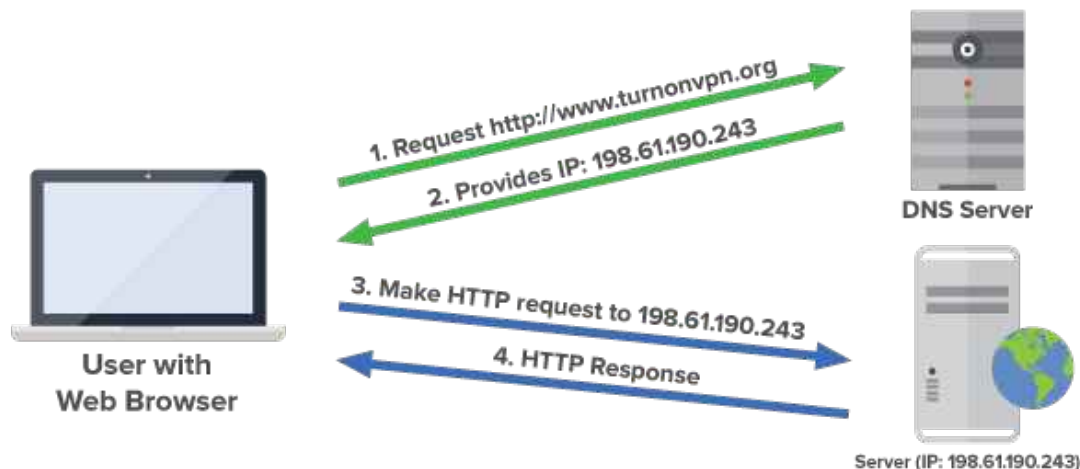 1. Request http://www.turnonvpn.org
2. Provides IP: 198.61.190.243
DNS Server
3. Make HTTP request to 198.61.190.243
4. HTTP Response
User with
Web Browser
Server (IP: 198.61.190.243)